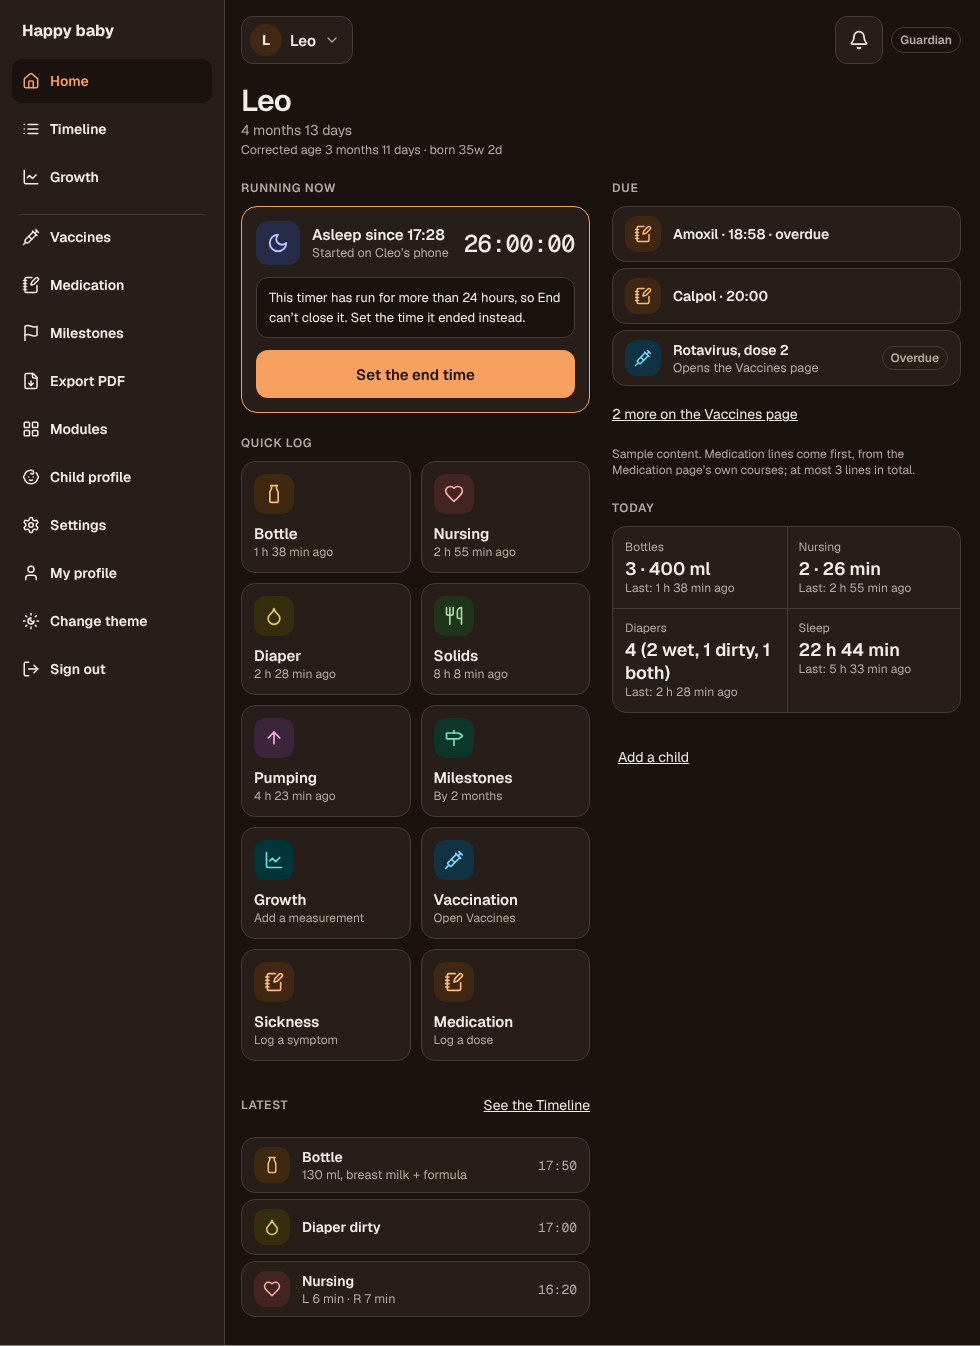 Happy baby
Home
Timeline
Growth
Vaccines
Medication
Milestones
Export PDF
Modules
Child profile
Settings
My profile
Change theme
Sign out
L Leo
Guardian
Leo
4 months 13 days
Corrected age 3 months 11 days · born 35w 2d
RUNNING NOW
Asleep since 17:28
Started on Cleo's phone
26:00:00
This timer has run for more than 24 hours, so End
can't close it. Set the time it ended instead.
Set the end time
QUICK LOG
Bottle
1 h 38 min ago
Nursing
2 h 55 min ago
Diaper
2 h 28 min ago
Solids
8 h 8 min ago
Pumping
4 h 23 min ago
Milestones
By 2 months
Growth
Add a measurement
Vaccination
Open Vaccines
Sickness
Log a symptom
Medication
Log a dose
LATEST
See the Timeline
Bottle
130 ml, breast milk + formula
17:50
Diaper dirty
17:00
Nursing
L 6 min · R 7 min
16:20
DUE
Amoxil · 18:58 · overdue
Calpol · 20:00
Rotavirus, dose 2
Opens the Vaccines page
Overdue
2 more on the Vaccines page
Sample content. Medication lines come first, from the
Medication page's own courses; at most 3 lines in total.
TODAY
Bottles
3 · 400 ml
Last: 1 h 38 min ago
Nursing
2 · 26 min
Last: 2 h 55 min ago
Diapers
4 (2 wet, 1 dirty, 1
both)
Last: 2 h 28 min ago
Sleep
22 h 44 min
Last: 5 h 33 min ago
Add a child